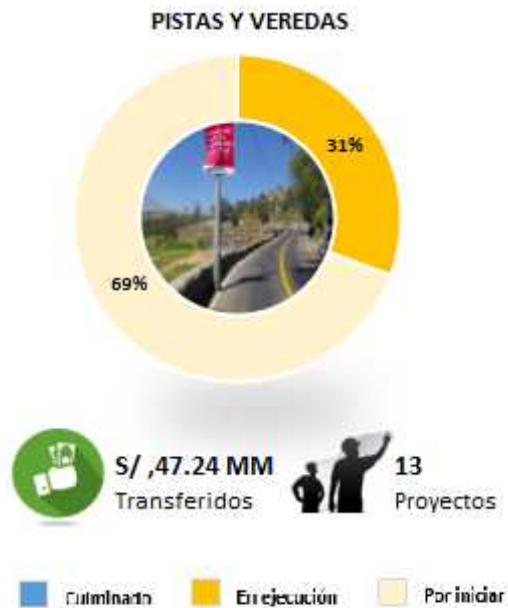 PISTAS Y VEREDAS
31%
69%
S/ ,47.24 MM
Transferidos
13
Proyectos
Culminado
En ejecución
Por iniciar